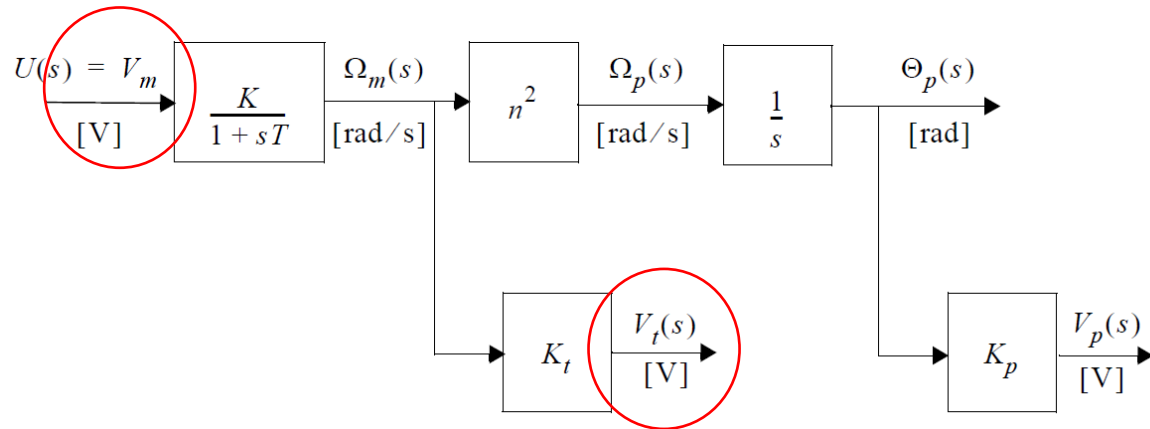 U(s) = V_m
[V]
K
1 + sT
Ω_m(s)
[rad/s]
n^2
Ω_p(s)
[rad/s]
1
s
Θ_p(s)
[rad]
K_t
V_t(s)
[V]
K_p
V_p(s)
[V]